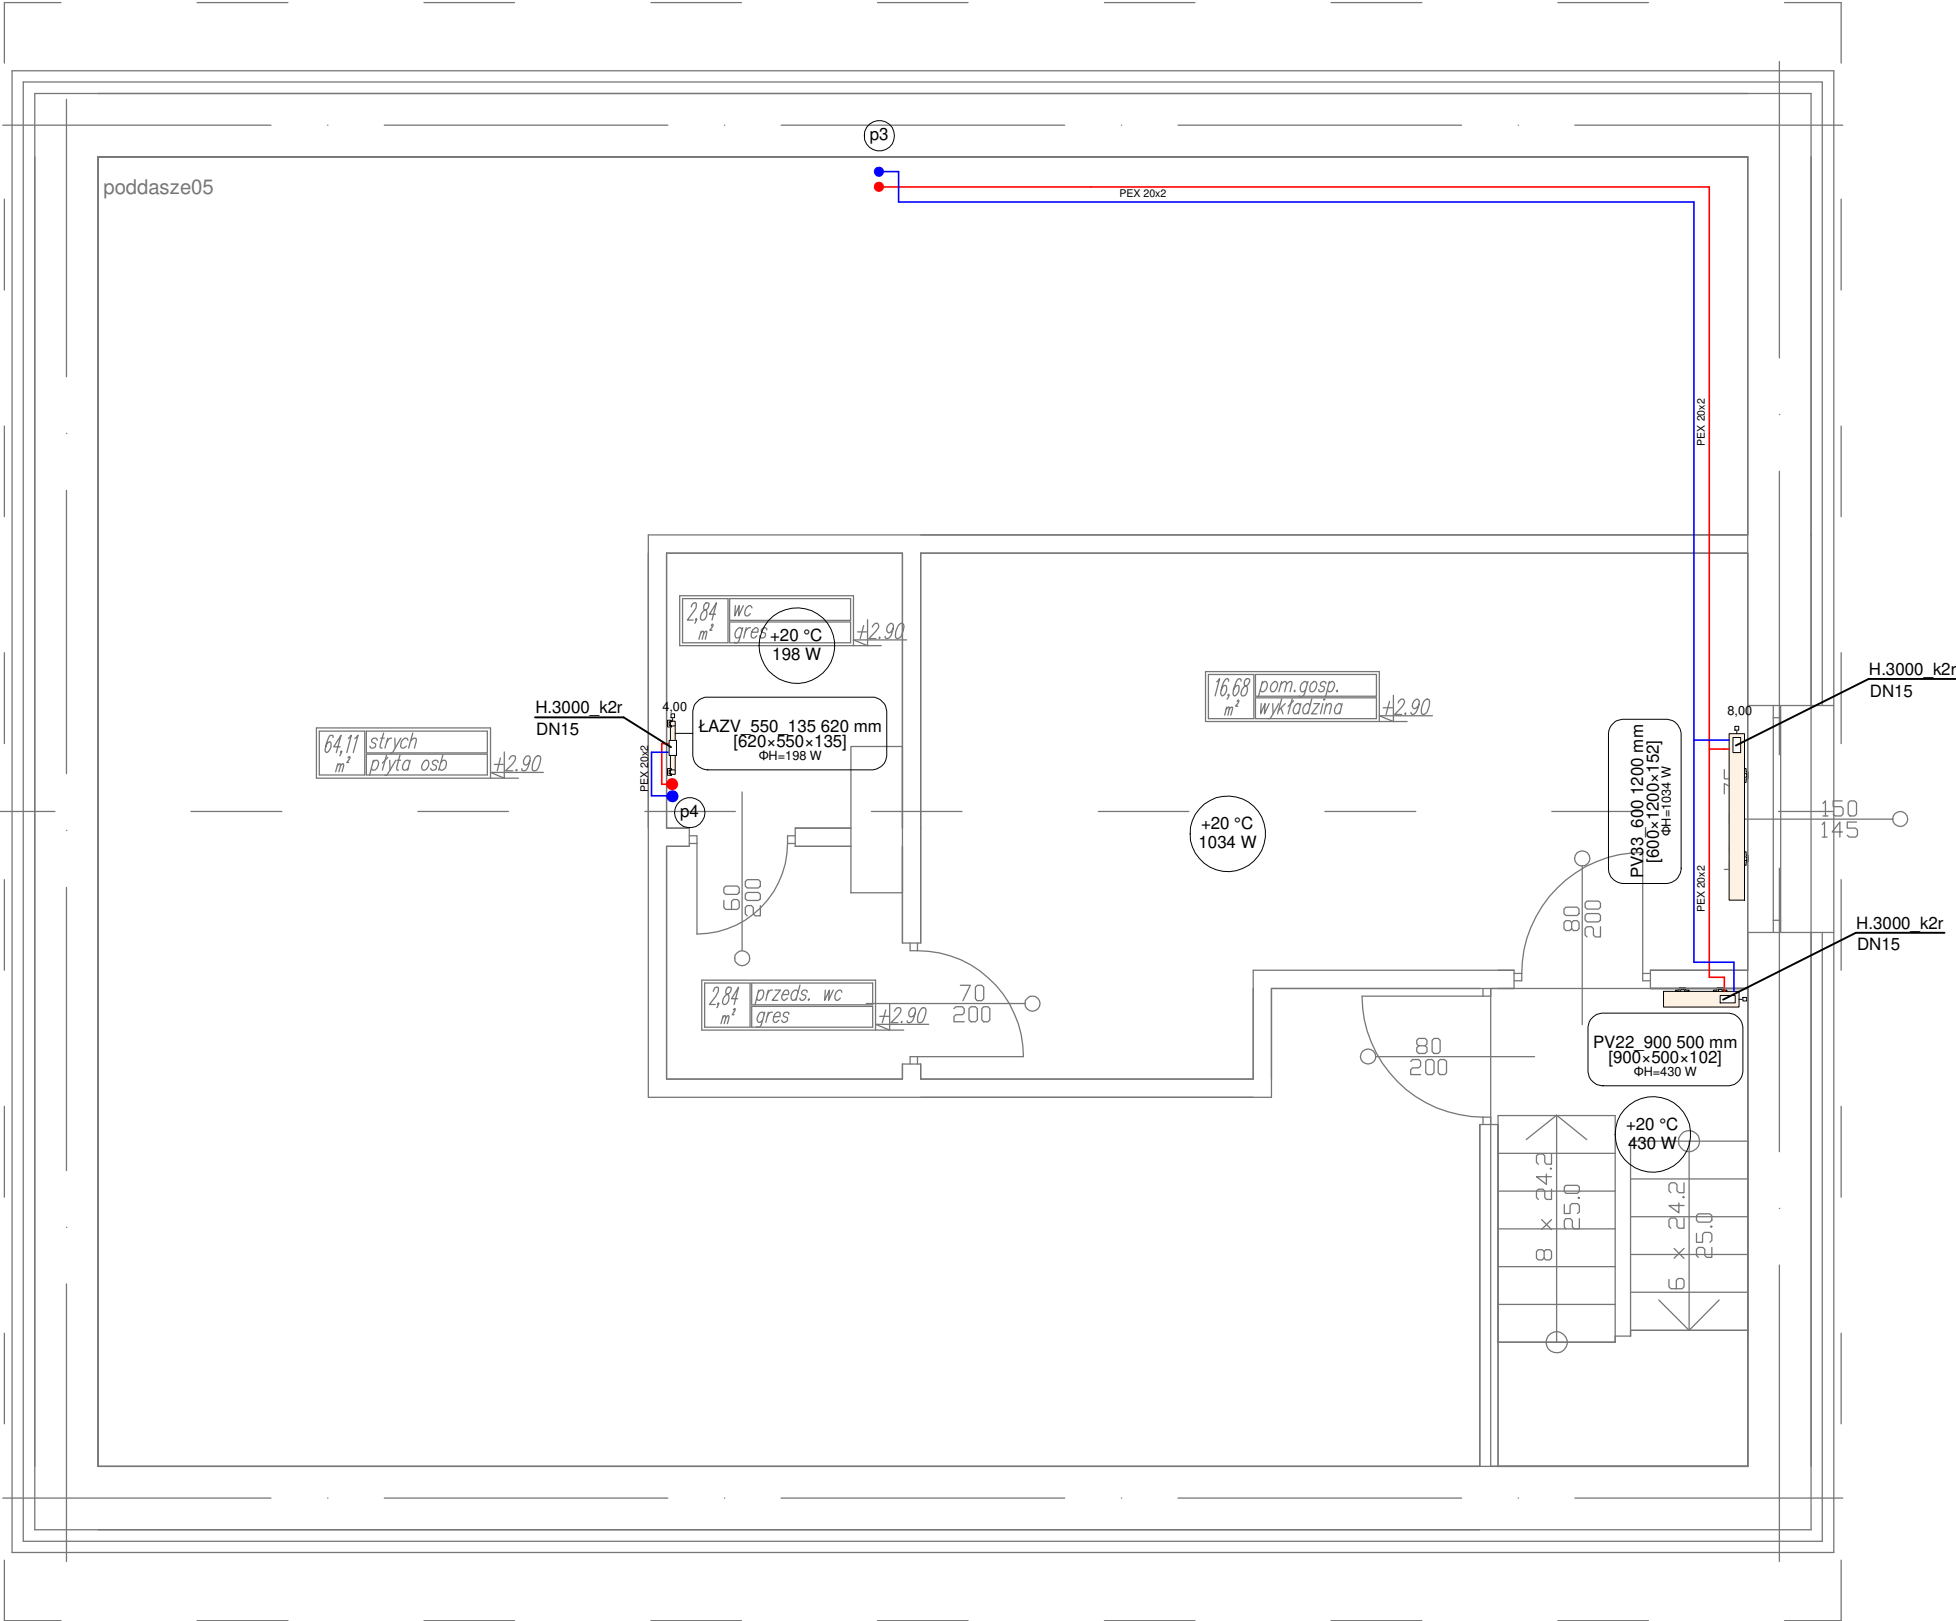 p3
poddasze05
PEX 20x2
PEX 20x2
2,84 wc
m² gres +2.90
+20 °C
198 W
H.3000_k2r
DN15
4,00
ŁAZV_550_135 620 mm
[620×550×135]
ΦH=198 W
PEX 20x2
p4
64,11 strych
m² płyta osb +2.90
16,68 pom.gosp.
m² wykładzina +2.90
+20 °C
1034 W
H.3000_k2r
DN15
8,00
PV33_600 1200 mm
[600×1200×152]
ΦH=1034 W
150
145
PEX 20x2
60
200
80
200
H.3000_k2r
DN15
2,84 przeds. wc
m² gres +2.90
70
200
80
200
PV22_900 500 mm
[900×500×102]
ΦH=430 W
+20 °C
430 W
8 x 24.2
25.0
6 x 24.2
25.0